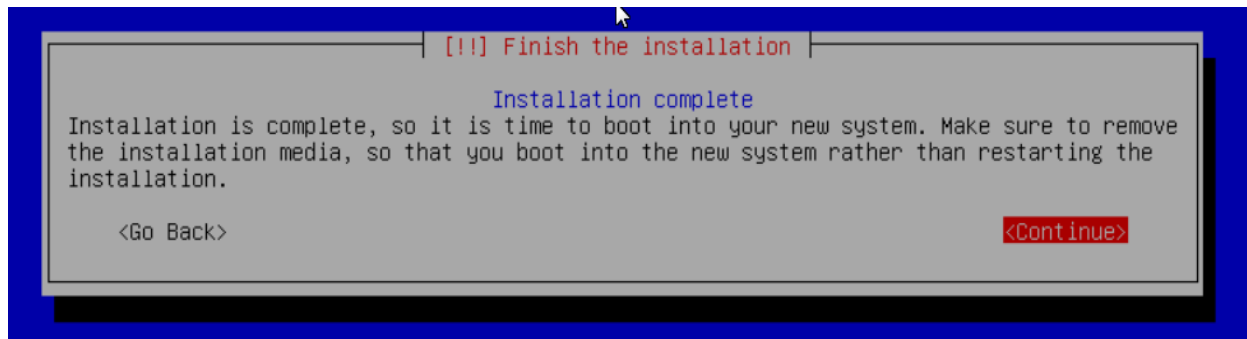 [!!] Finish the installation
Installation complete
Installation is complete, so it is time to boot into your new system. Make sure to remove
the installation media, so that you boot into the new system rather than restarting the
installation.
<Go Back> <Continue>